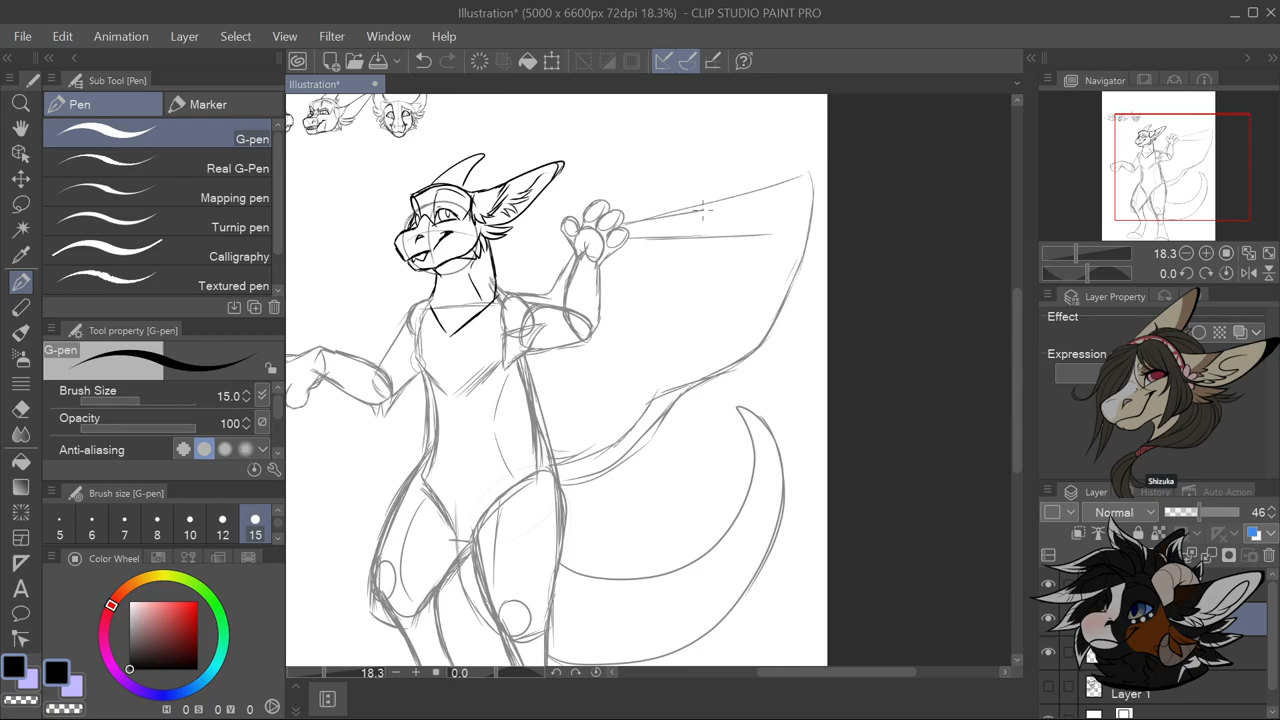 Illustration* (5000 x 6600px 72dpi 18.3%) - CLIP STUDIO PAINT PRO
File Edit Animation Layer Select View Filter Window Help
Sub Tool [Pen]
Illustration*
Navigator
Pen
Marker
G-pen
Real G-Pen
Mapping pen
Turnip pen
Calligraphy
Textured pen
Tool property [G-pen]
G-pen
Brush Size 15.0
Opacity 100
Anti-aliasing
Brush size [G-pen]
5 6 7 8 10 12 15
Color Wheel
H 0 S 0 V 0
18.3 0.0
18.3
0.0
Layer Property
Effect
Expression
Shizuka
Layer History Auto Action
Normal 46
Layer 1